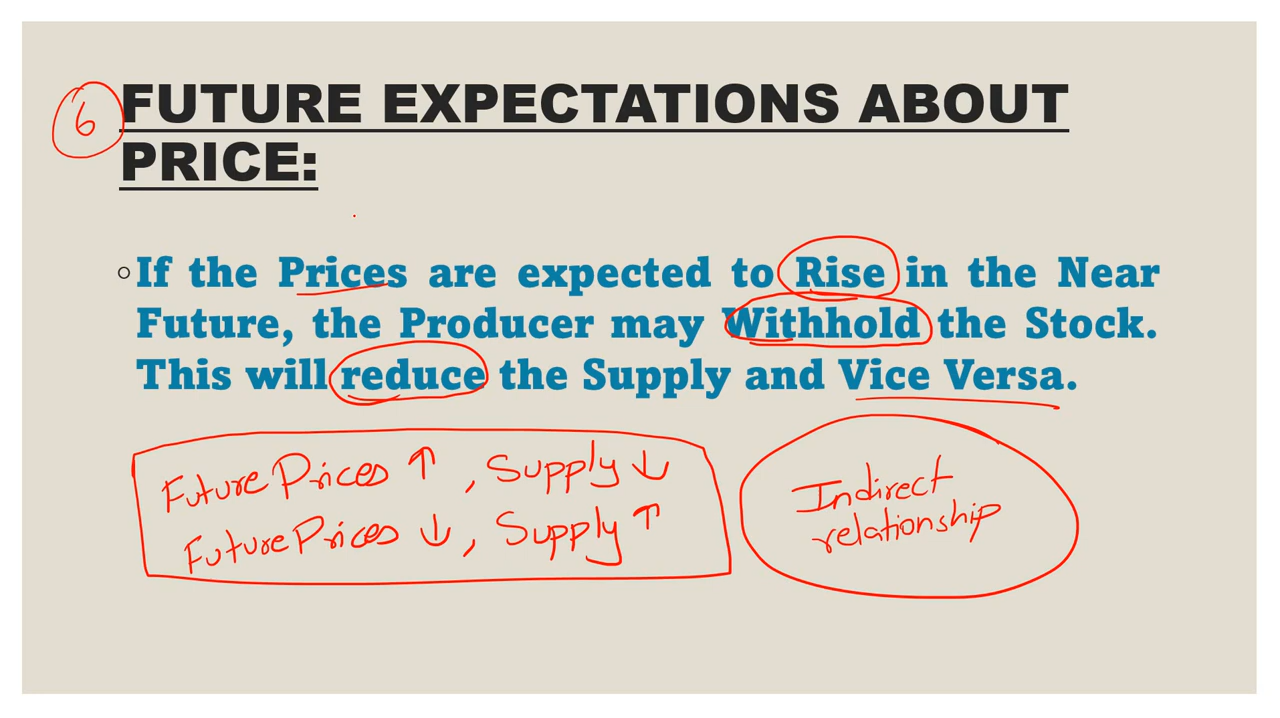 6
FUTURE EXPECTATIONS ABOUT
PRICE:
If the Prices are expected to Rise in the Near
Future, the Producer may Withhold the Stock.
This will reduce the Supply and Vice Versa.
Future Prices ↑ , Supply ↓
Future Prices ↓ , Supply ↑
Indirect
relationship